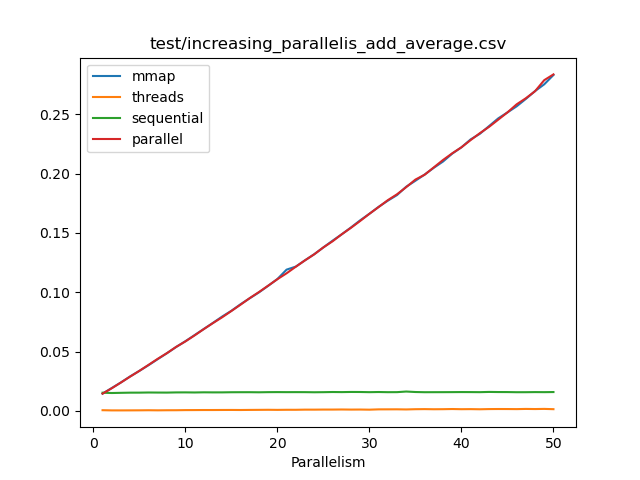 test/increasing_parallelis_add_average.csv
mmap
threads
sequential
parallel
0.25
0.20
0.15
0.10
0.05
0.00
0 10 20 30 40 50
Parallelism